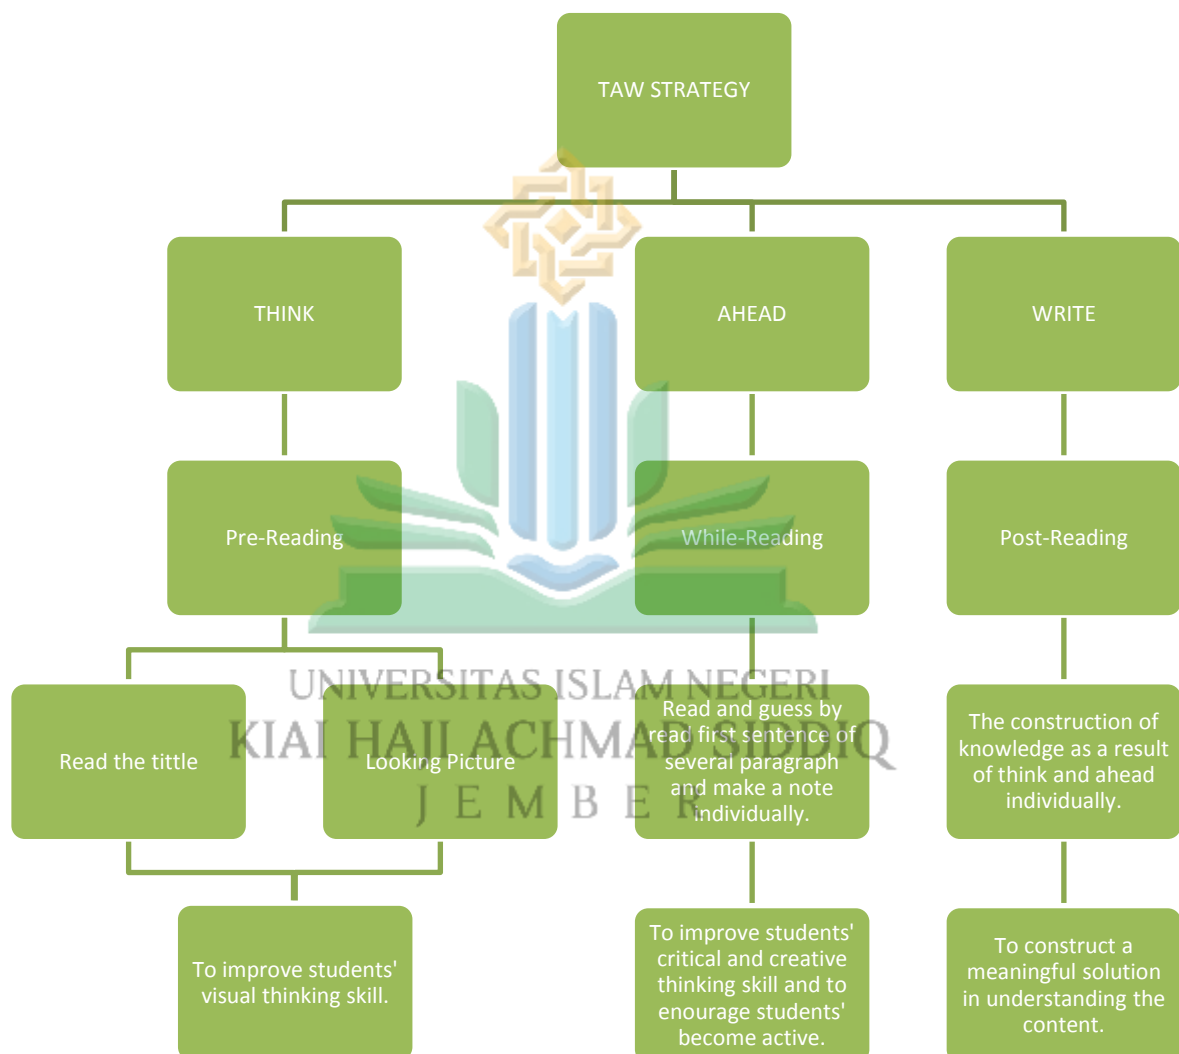 TAW STRATEGY
THINK
AHEAD
WRITE
Pre-Reading
While-Reading
Post-Reading
UNIVERSITAS ISLAM NEGERI
KIAI HAJI ACHMAD SIDDIQ
J E M B E R
Read the tittle
Looking Picture
Read and guess by
read first sentence of
several paragraph
and make a note
individually.
The construction of
knowledge as a result
of think and ahead
individually.
To improve students'
visual thinking skill.
To improve students'
critical and creative
thinking skill and to
enourage students'
become active.
To construct a
meaningful solution
in understanding the
content.